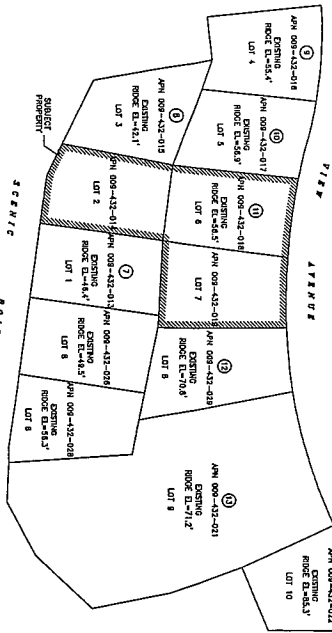 VIEW AVENUE
9
APN 009-432-016
EXISTING
RIDGE EL=55.4'
LOT 4
10
APN 009-432-017
EXISTING
RIDGE EL=56.9'
LOT 5
11
APN 009-432-018
EXISTING
RIDGE EL=56.5'
LOT 6
APN 009-432-019
LOT 7
12
APN 009-432-029
EXISTING
RIDGE EL=70.6'
LOT 8
13
APN 009-432-021
EXISTING
RIDGE EL=71.2'
LOT 9
EXISTING
RIDGE EL=85.3'
LOT 10
8
APN 009-432-015
EXISTING
RIDGE EL=42.1'
LOT 3
APN 009-432-014
LOT 2
7
APN 009-432-013
EXISTING
RIDGE EL=46.4'
LOT 1
APN 009-432-026
EXISTING
RIDGE EL=49.5'
LOT 6
APN 009-432-028
EXISTING
RIDGE EL=56.3'
LOT 8
SUBJECT
PROPERTY
SCENIC